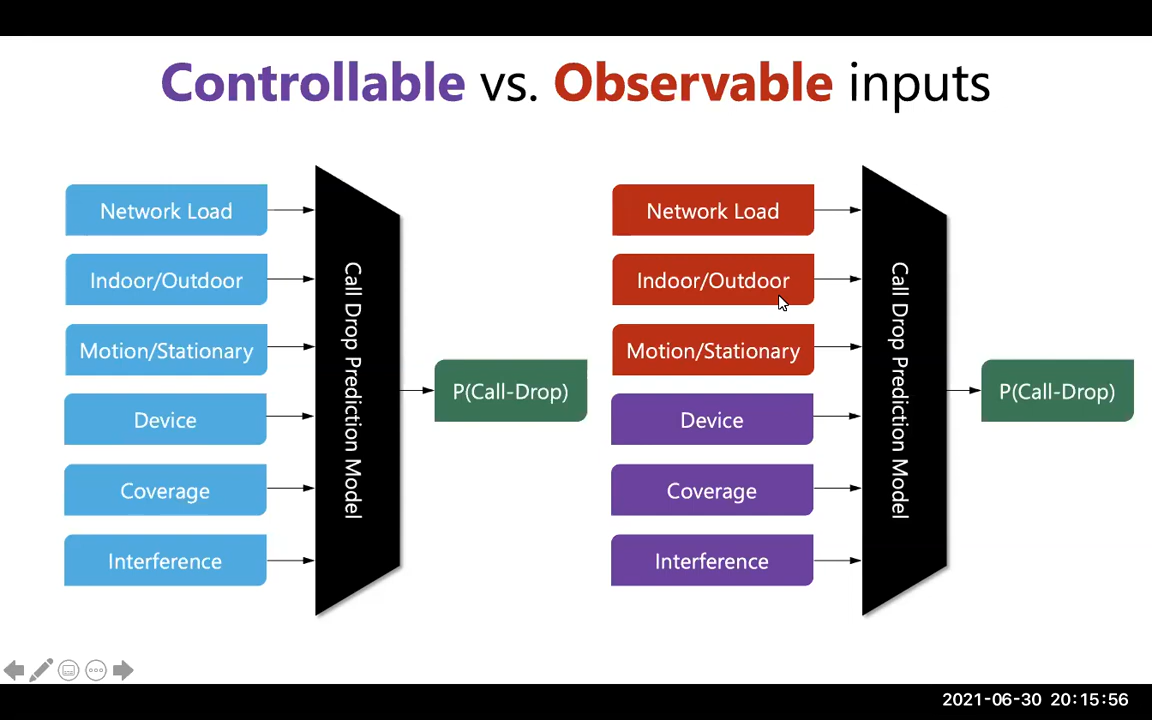 Controllable vs. Observable inputs
Network Load
Indoor/Outdoor
Motion/Stationary
Device
Coverage
Interference
Call Drop Prediction Model
P(Call-Drop)
Network Load
Indoor/Outdoor
Motion/Stationary
Device
Coverage
Interference
Call Drop Prediction Model
P(Call-Drop)
2021-06-30 20:15:56